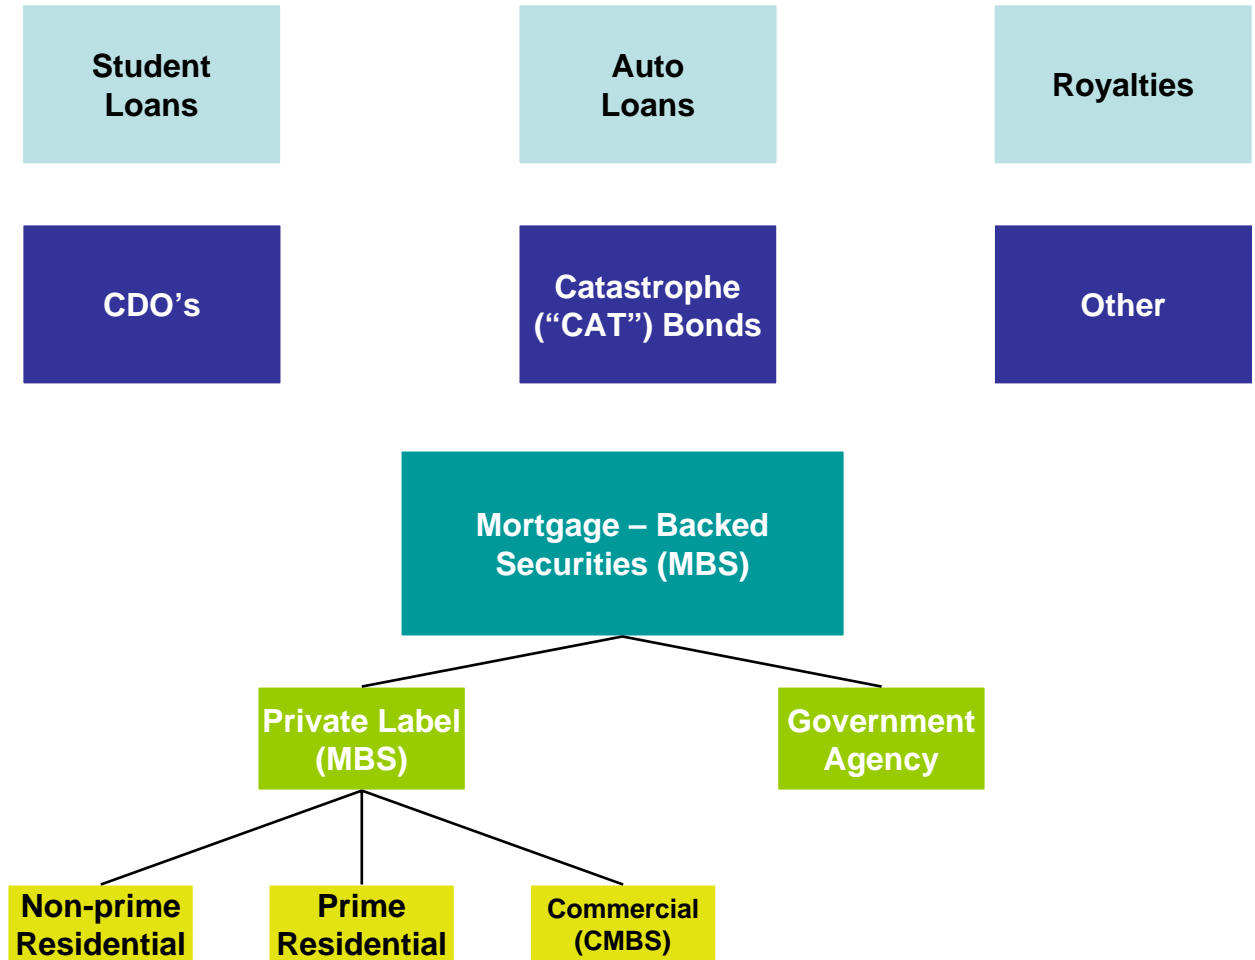 Student
Loans
Auto
Loans
Royalties
CDO’s
Catastrophe
(“CAT”) Bonds
Other
Mortgage – Backed
Securities (MBS)
Private Label
(MBS)
Government
Agency
Non-prime
Residential
Prime
Residential
Commercial
(CMBS)